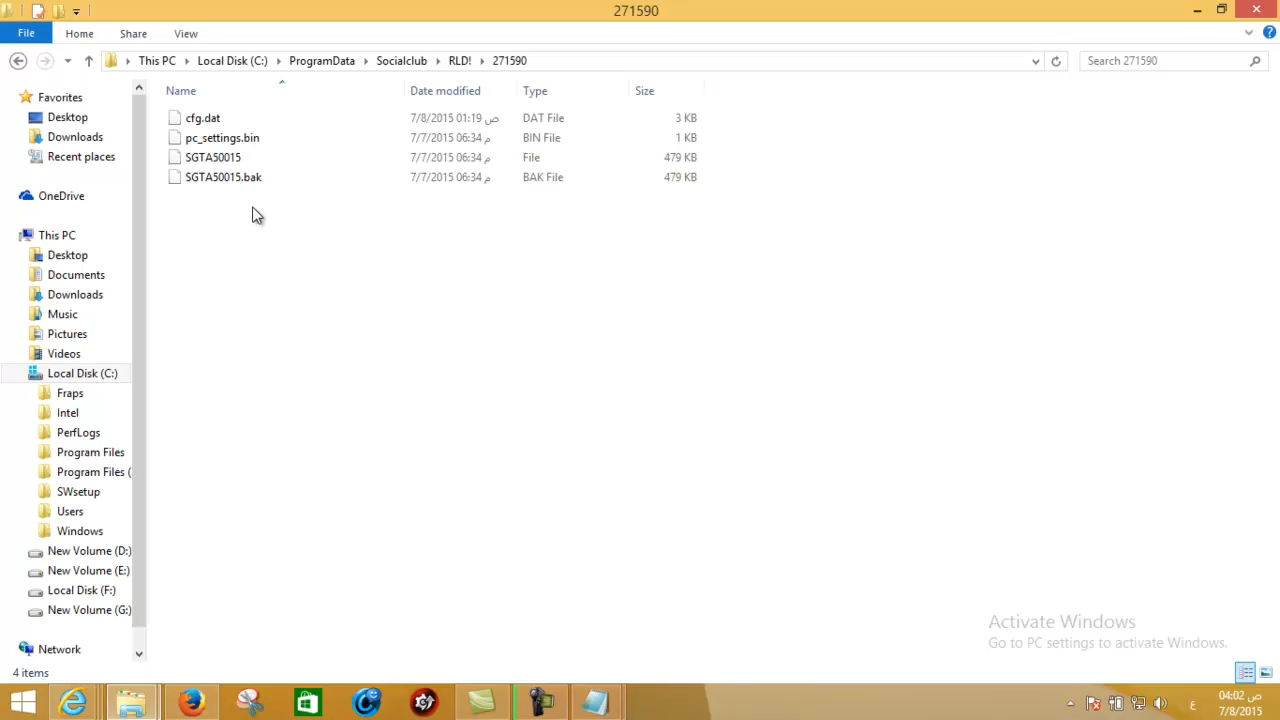 271590
File
Home
Share
View
This PC
Local Disk (C:)
ProgramData
Socialclub
RLD!
271590
Search 271590
Favorites
Desktop
Downloads
Recent places
OneDrive
This PC
Desktop
Documents
Downloads
Music
Pictures
Videos
Local Disk (C:)
Fraps
Intel
PerfLogs
Program Files
Program Files (
SWsetup
Users
Windows
New Volume (D:)
New Volume (E:)
Local Disk (F:)
New Volume (G:)
Network
Name Date modified Type Size
cfg.dat 7/8/2015 01:19 ص DAT File 3 KB
pc_settings.bin 7/7/2015 06:34 م BIN File 1 KB
SGTA50015 7/7/2015 06:34 م File 479 KB
SGTA50015.bak 7/7/2015 06:34 م BAK File 479 KB
Activate Windows
Go to PC settings to activate Windows.
4 items
ع
04:02 ص
7/8/2015